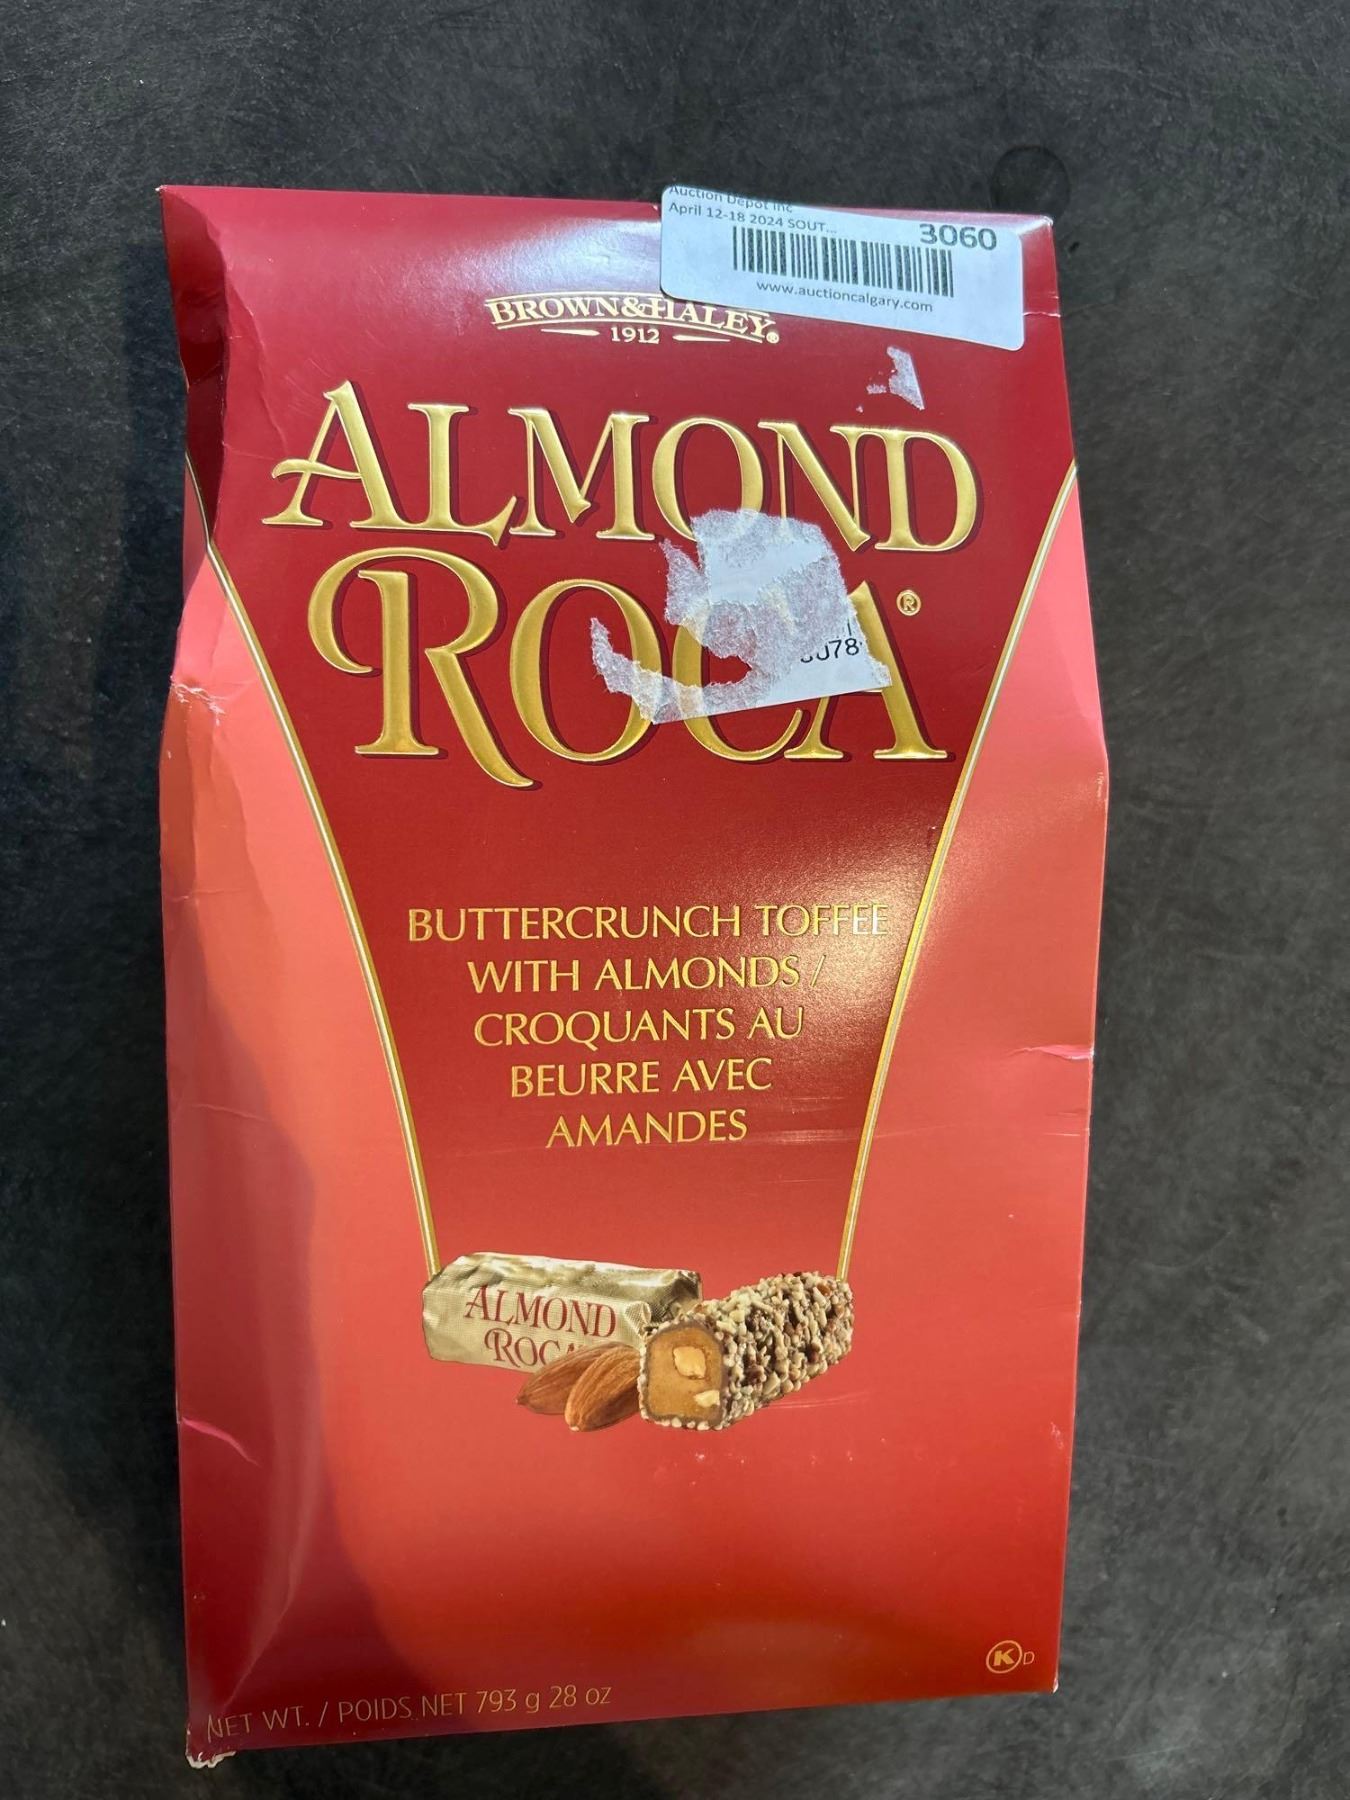 Auction Depot Inc
April 12-18 2024 SOUT...
3060
www.auctioncalgary.com
BROWN&HALEY®
1912
ALMOND
ROCA®
BUTTERCRUNCH TOFFEE
WITH ALMONDS /
CROQUANTS AU
BEURRE AVEC
AMANDES
ALMOND
ROCA
K D
NET WT. / POIDS NET 793 g 28 oz